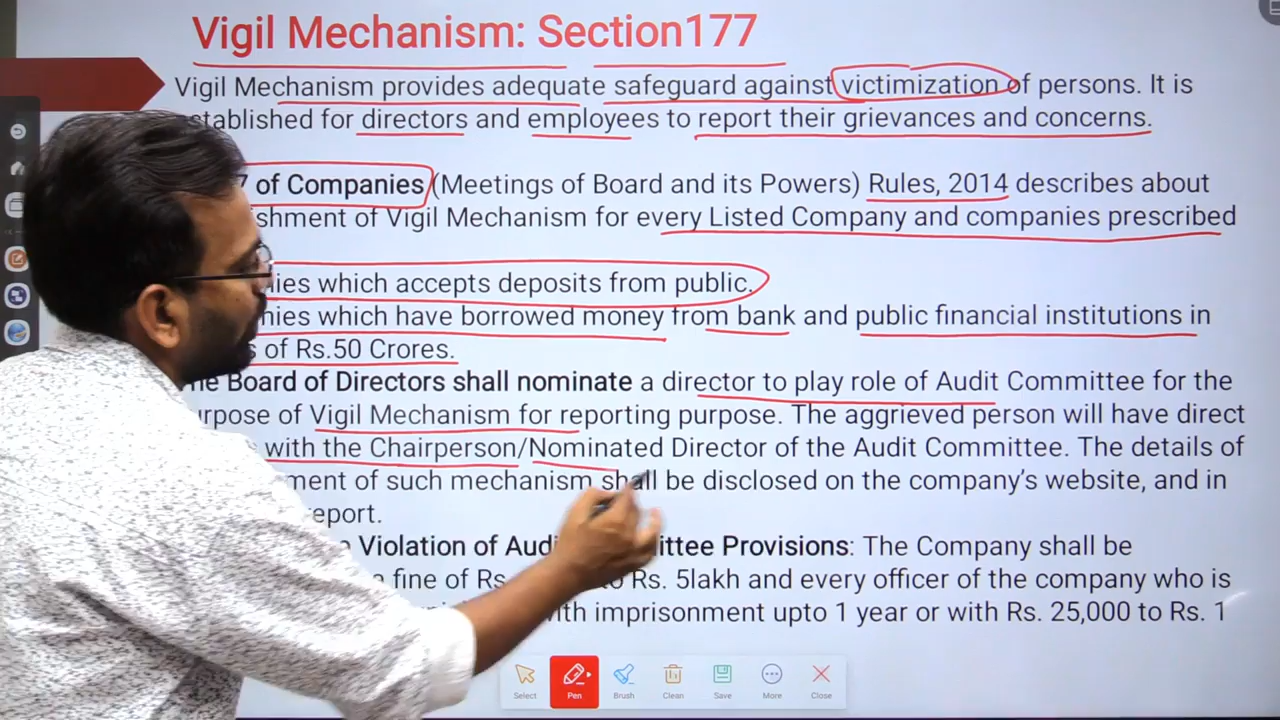 Vigil Mechanism: Section177
Vigil Mechanism provides adequate safeguard against victimization of persons. It is
established for directors and employees to report their grievances and concerns.
7 of Companies (Meetings of Board and its Powers) Rules, 2014 describes about
ishment of Vigil Mechanism for every Listed Company and companies prescribed
nies which accepts deposits from public.
nies which have borrowed money from bank and public financial institutions in
s of Rs.50 Crores.
The Board of Directors shall nominate a director to play role of Audit Committee for the
urpose of Vigil Mechanism for reporting purpose. The aggrieved person will have direct
with the Chairperson/Nominated Director of the Audit Committee. The details of
ment of such mechanism shall be disclosed on the company's website, and in
report.
Violation of Audi ittee Provisions: The Company shall be
fine of Rs. to Rs. 5lakh and every officer of the company who is
with imprisonment upto 1 year or with Rs. 25,000 to Rs. 1
Select Pen Brush Clean Save More Close